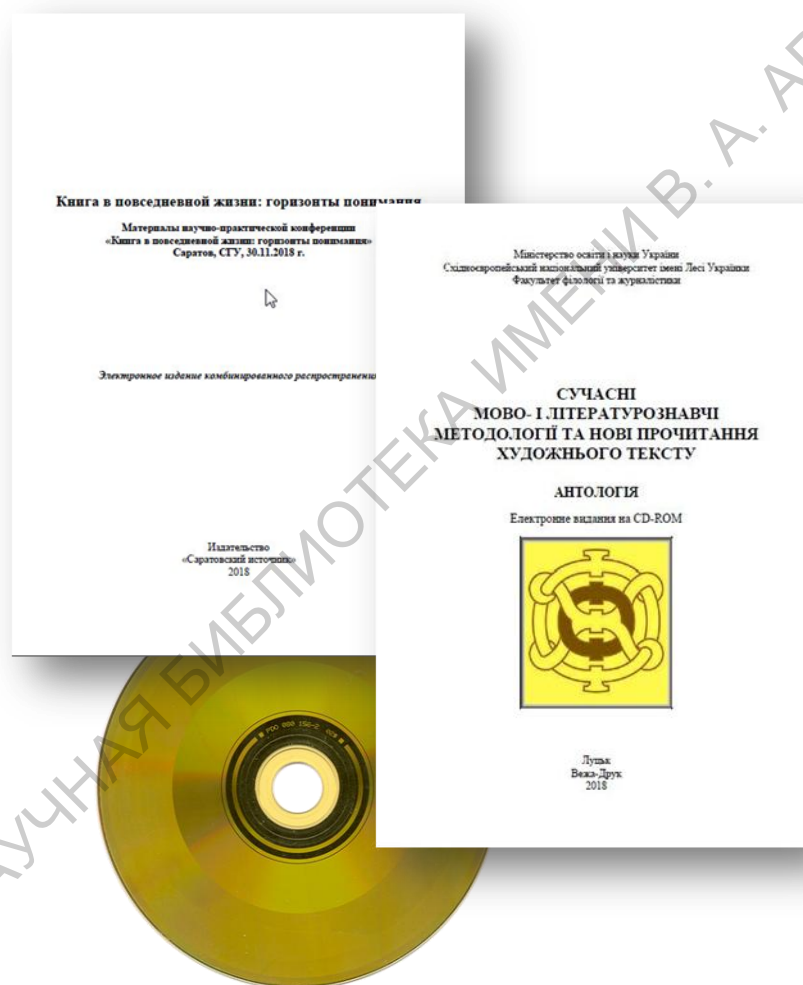 Книга в повседневной жизни: горизонты понимания
Материалы научно-практической конференции
«Книга в повседневной жизни: горизонты понимания»
Саратов, СГУ, 30.11.2018 г.
Электронное издание комбинированного распространения
Издательство
«Саратовский источник»
2018
Міністерство освіти і науки України
Східноєвропейський національний університет імені Лесі Українки
Факультет філології та журналістики
СУЧАСНІ
МОВО- І ЛІТЕРАТУРОЗНАВЧІ
МЕТОДОЛОГІЇ ТА НОВІ ПРОЧИТАННЯ
ХУДОЖНЬОГО ТЕКСТУ
АНТОЛОГІЯ
Електронне видання на CD-ROM
Луцьк
Вежа-Друк
2018
БИБЛИОТЕКА ИМЕНИ В. А.